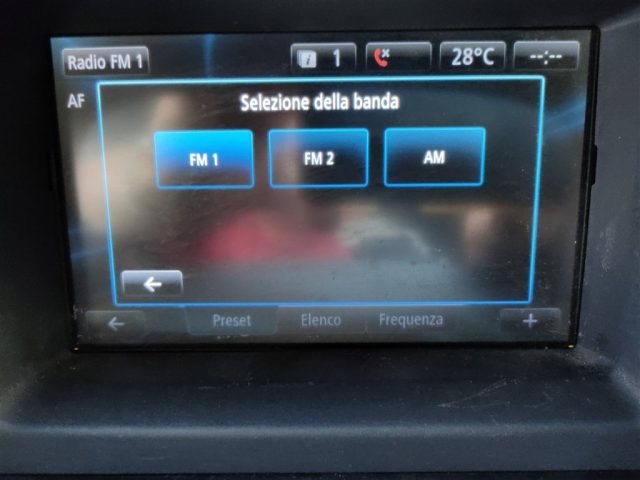 Radio FM 1 1 28°C --:--
AF
Selezione della banda
FM 1 FM 2 AM
Preset Elenco Frequenza +